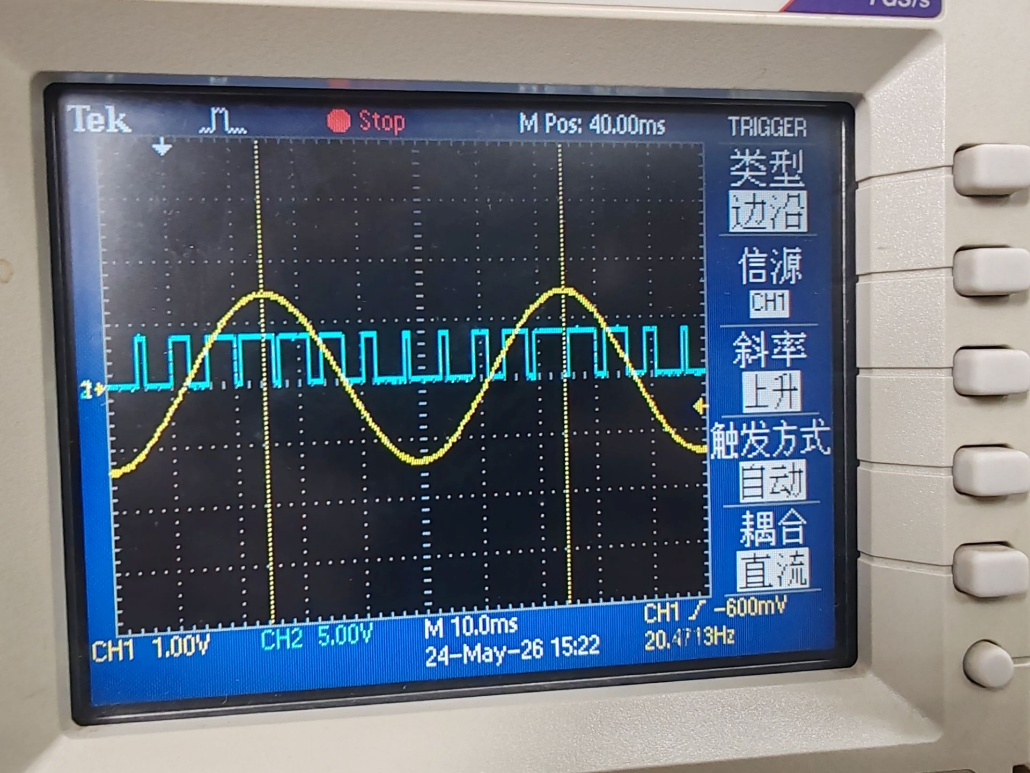 Tek Stop M Pos: 40.00ms TRIGGER
类型
边沿
信源
CH1
斜率
上升
触发方式
自动
耦合
直流
CH1 1.00V CH2 5.00V M 10.0ms CH1 -600mV
24-May-26 15:22 20.4713Hz